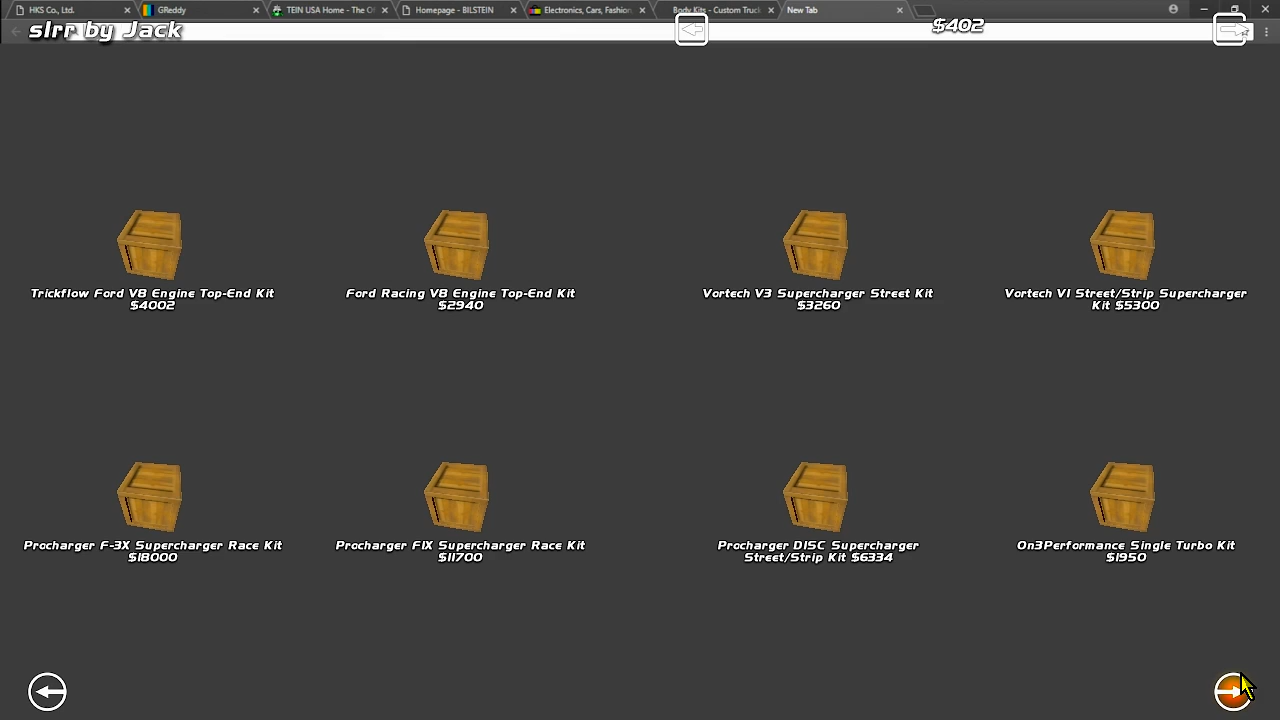 HKS Co., Ltd.
GReddy
TEIN USA Home - The Of
Homepage - BILSTEIN
Electronics, Cars, Fashion,
Body Kits - Custom Truck
New Tab
slrr by Jack
$402
Trickflow Ford V8 Engine Top-End Kit
$4002
Ford Racing V8 Engine Top-End Kit
$2940
Vortech V3 Supercharger Street Kit
$3260
Vortech V1 Street/Strip Supercharger
Kit $5300
Procharger F-3X Supercharger Race Kit
$18000
Procharger F1X Supercharger Race Kit
$11700
Procharger D1SC Supercharger
Street/Strip Kit $6334
On3Performance Single Turbo Kit
$1950